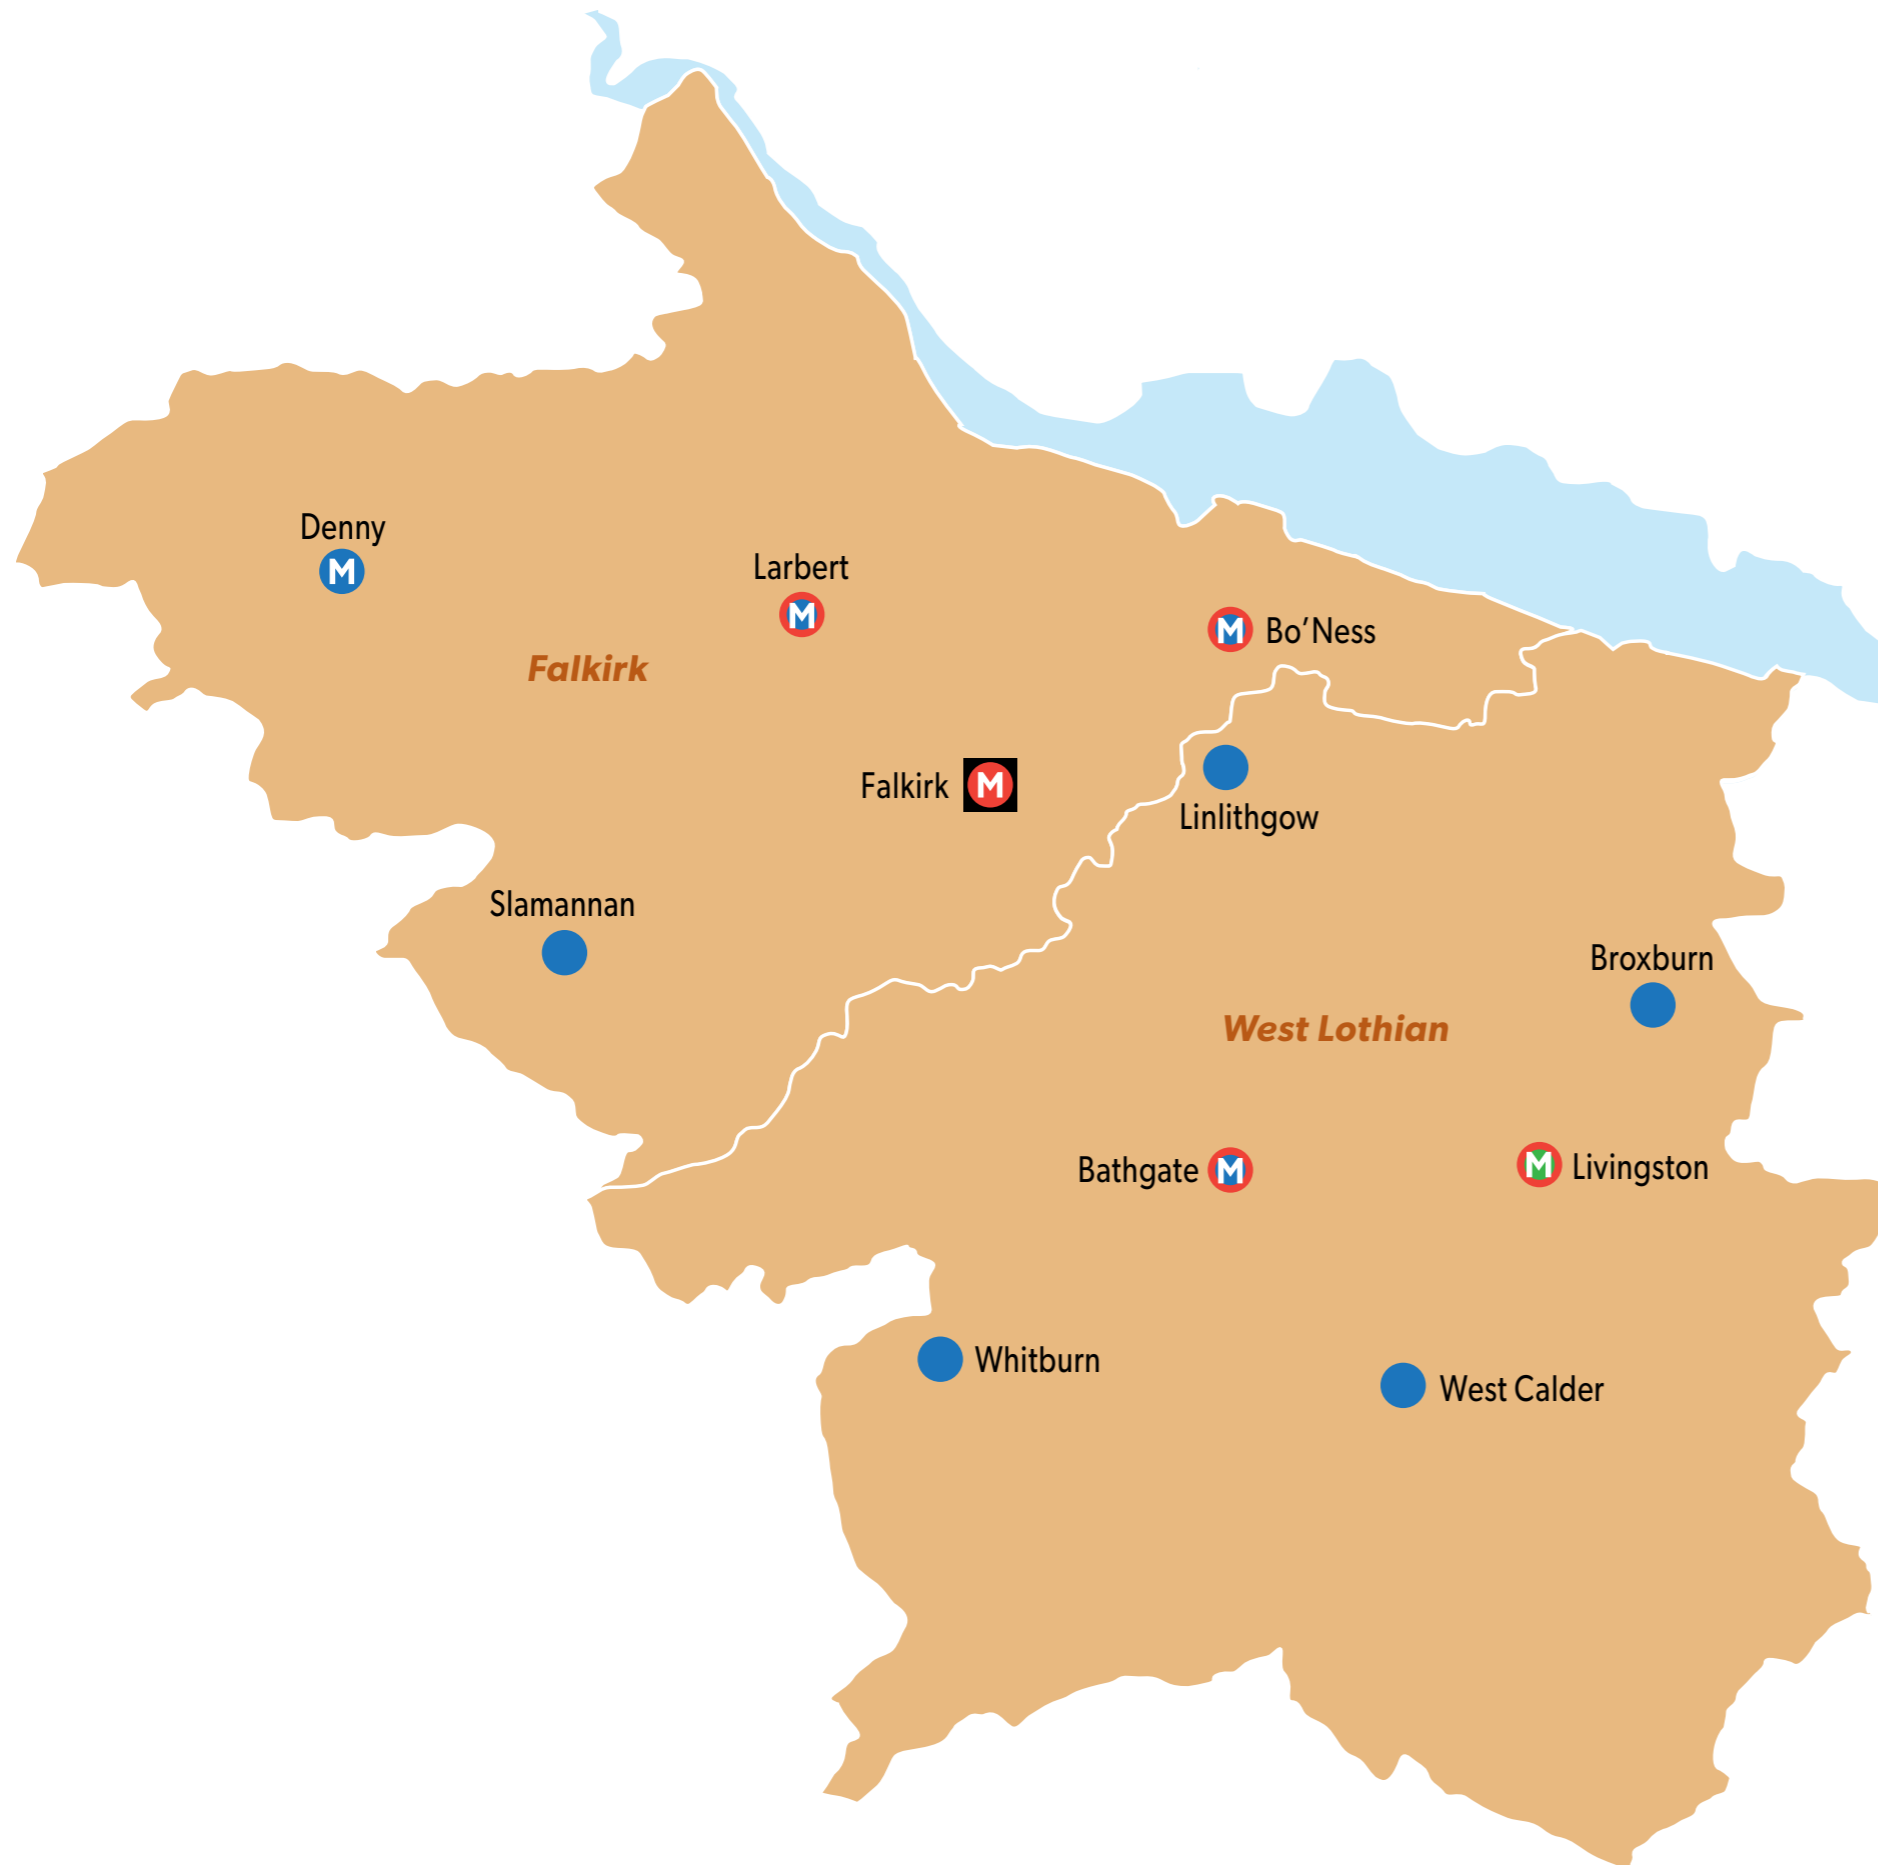 Denny
M
Larbert
M
M Bo’Ness
Falkirk
Falkirk M
Linlithgow
Slamannan
Broxburn
West Lothian
Bathgate M
M Livingston
Whitburn
West Calder